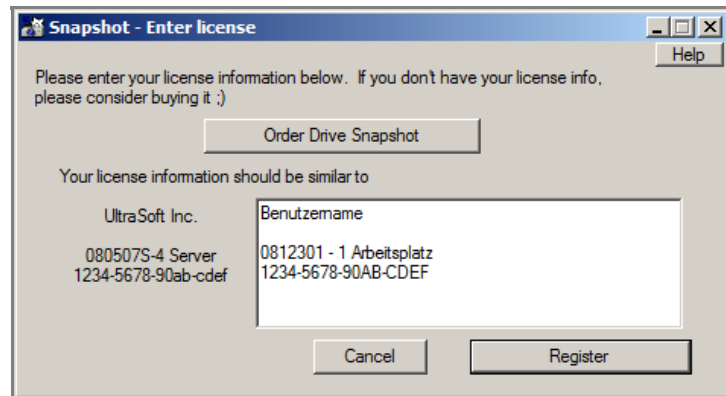 Snapshot - Enter license
Help
Please enter your license information below. If you don't have your license info,
please consider buying it ;)
Order Drive Snapshot
Your license information should be similar to
UltraSoft Inc.
080507S-4 Server
1234-5678-90ab-cdef
Benutzername
0812301 - 1 Arbeitsplatz
1234-5678-90AB-CDEF
Cancel
Register